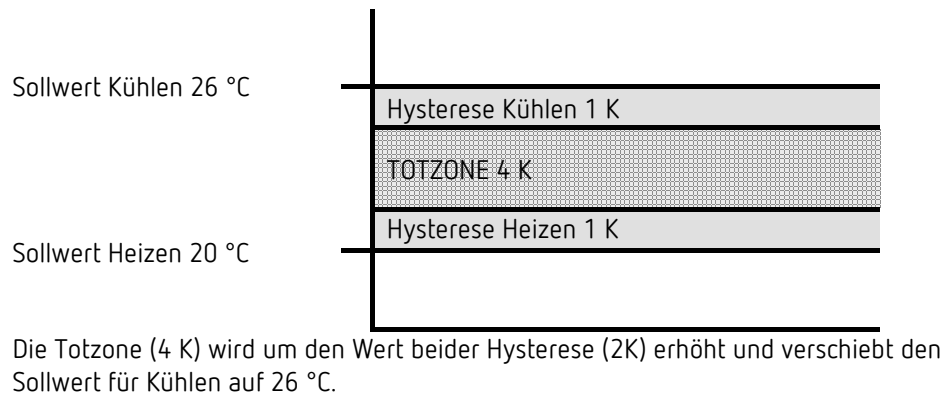 Sollwert Kühlen 26 °C
Hysterese Kühlen 1 K
TOTZONE 4 K
Hysterese Heizen 1 K
Sollwert Heizen 20 °C
Die Totzone (4 K) wird um den Wert beider Hysterese (2K) erhöht und verschiebt den
Sollwert für Kühlen auf 26 °C.